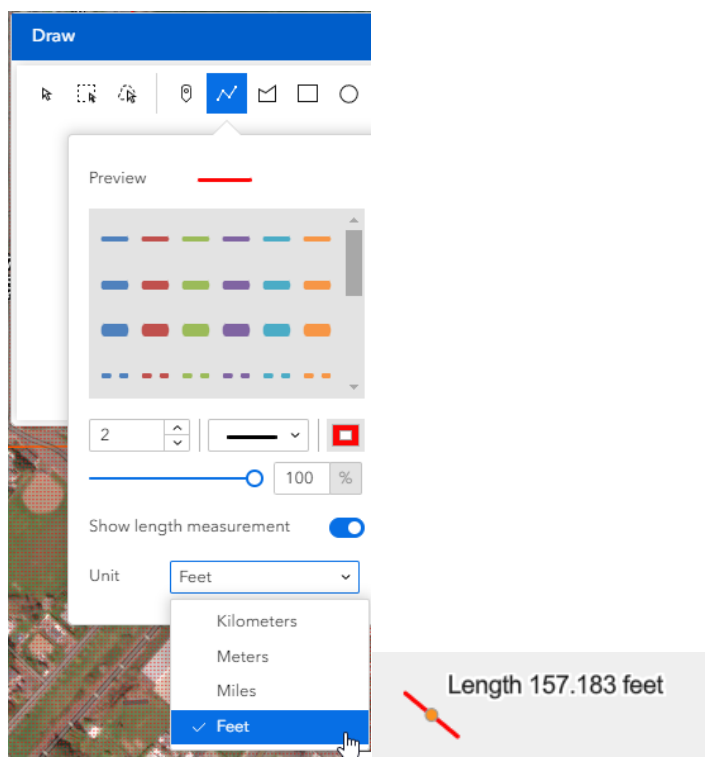 Draw
Preview
2
100 %
Show length measurement
Unit Feet
Kilometers
Meters
Miles
Feet
Length 157.183 feet